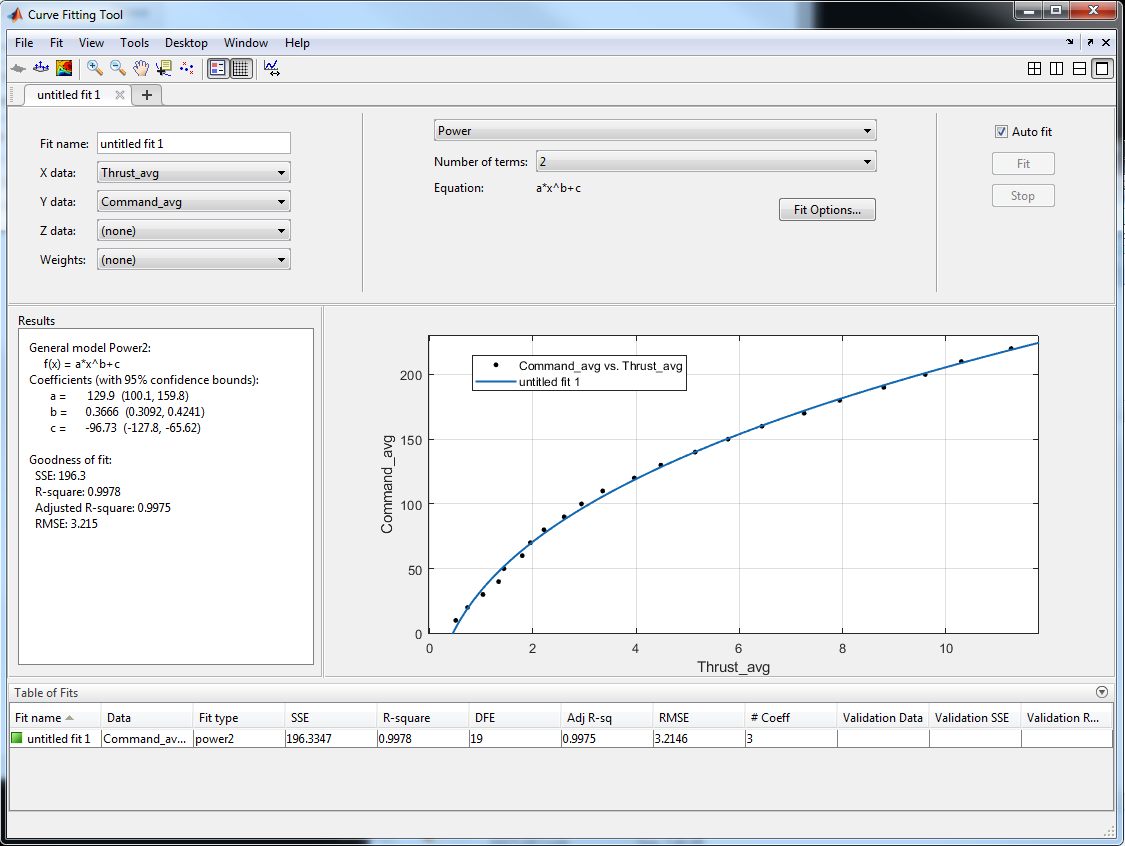 Curve Fitting Tool
File Fit View Tools Desktop Window Help
untitled fit 1
Fit name: untitled fit 1
X data: Thrust_avg
Y data: Command_avg
Z data: (none)
Weights: (none)
Power
Number of terms: 2
Equation: a*x^b+c
Fit Options...
Auto fit
Fit
Stop
Results
General model Power2:
f(x) = a*x^b+c
Coefficients (with 95% confidence bounds):
a = 129.9 (100.1, 159.8)
b = 0.3666 (0.3092, 0.4241)
c = -96.73 (-127.8, -65.62)
Goodness of fit:
SSE: 196.3
R-square: 0.9978
Adjusted R-square: 0.9975
RMSE: 3.215
Command_avg vs. Thrust_avg
untitled fit 1
Command_avg
200
150
100
50
0
0 2 4 6 8 10
Thrust_avg
Table of Fits
Fit name Data Fit type SSE R-square DFE Adj R-sq RMSE # Coeff Validation Data Validation SSE Validation R...
untitled fit 1 Command_av... power2 196.3347 0.9978 19 0.9975 3.2146 3